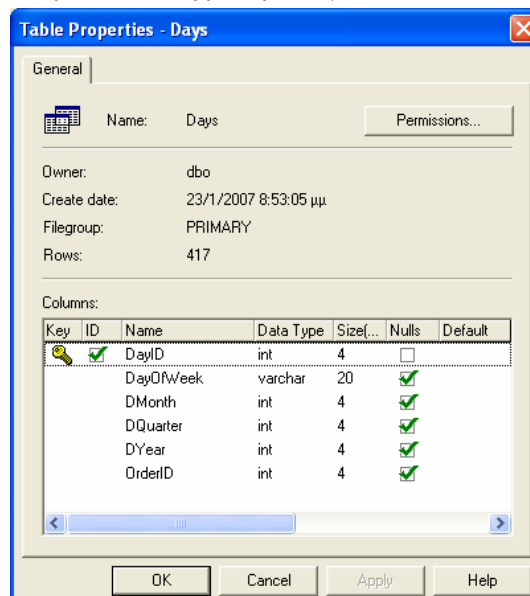 Table Properties - Days
General
Name: Days Permissions...
Owner: dbo
Create date: 23/1/2007 8:53:05 μμ
Filegroup: PRIMARY
Rows: 417
Columns:
Key ID Name Data Type Size(... Nulls Default
DayID int 4
DayOfWeek varchar 20
DMonth int 4
DQuarter int 4
DYear int 4
OrderID int 4
OK Cancel Apply Help